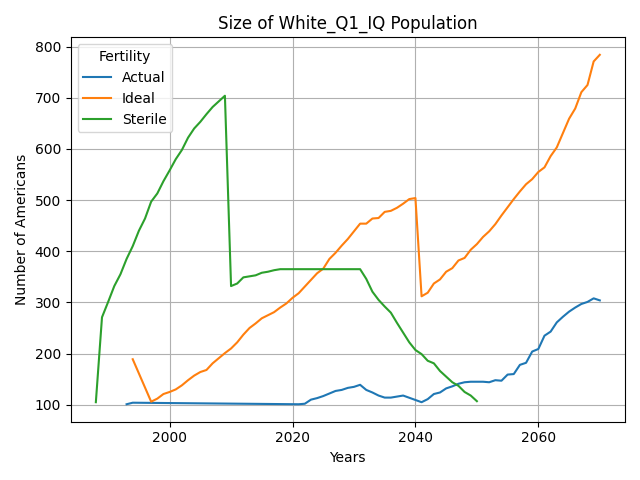 Size of White_Q1_IQ Population
Fertility
Actual
Ideal
Sterile
800
700
600
500
400
300
200
100
Number of Americans
2000
2020
2040
2060
Years